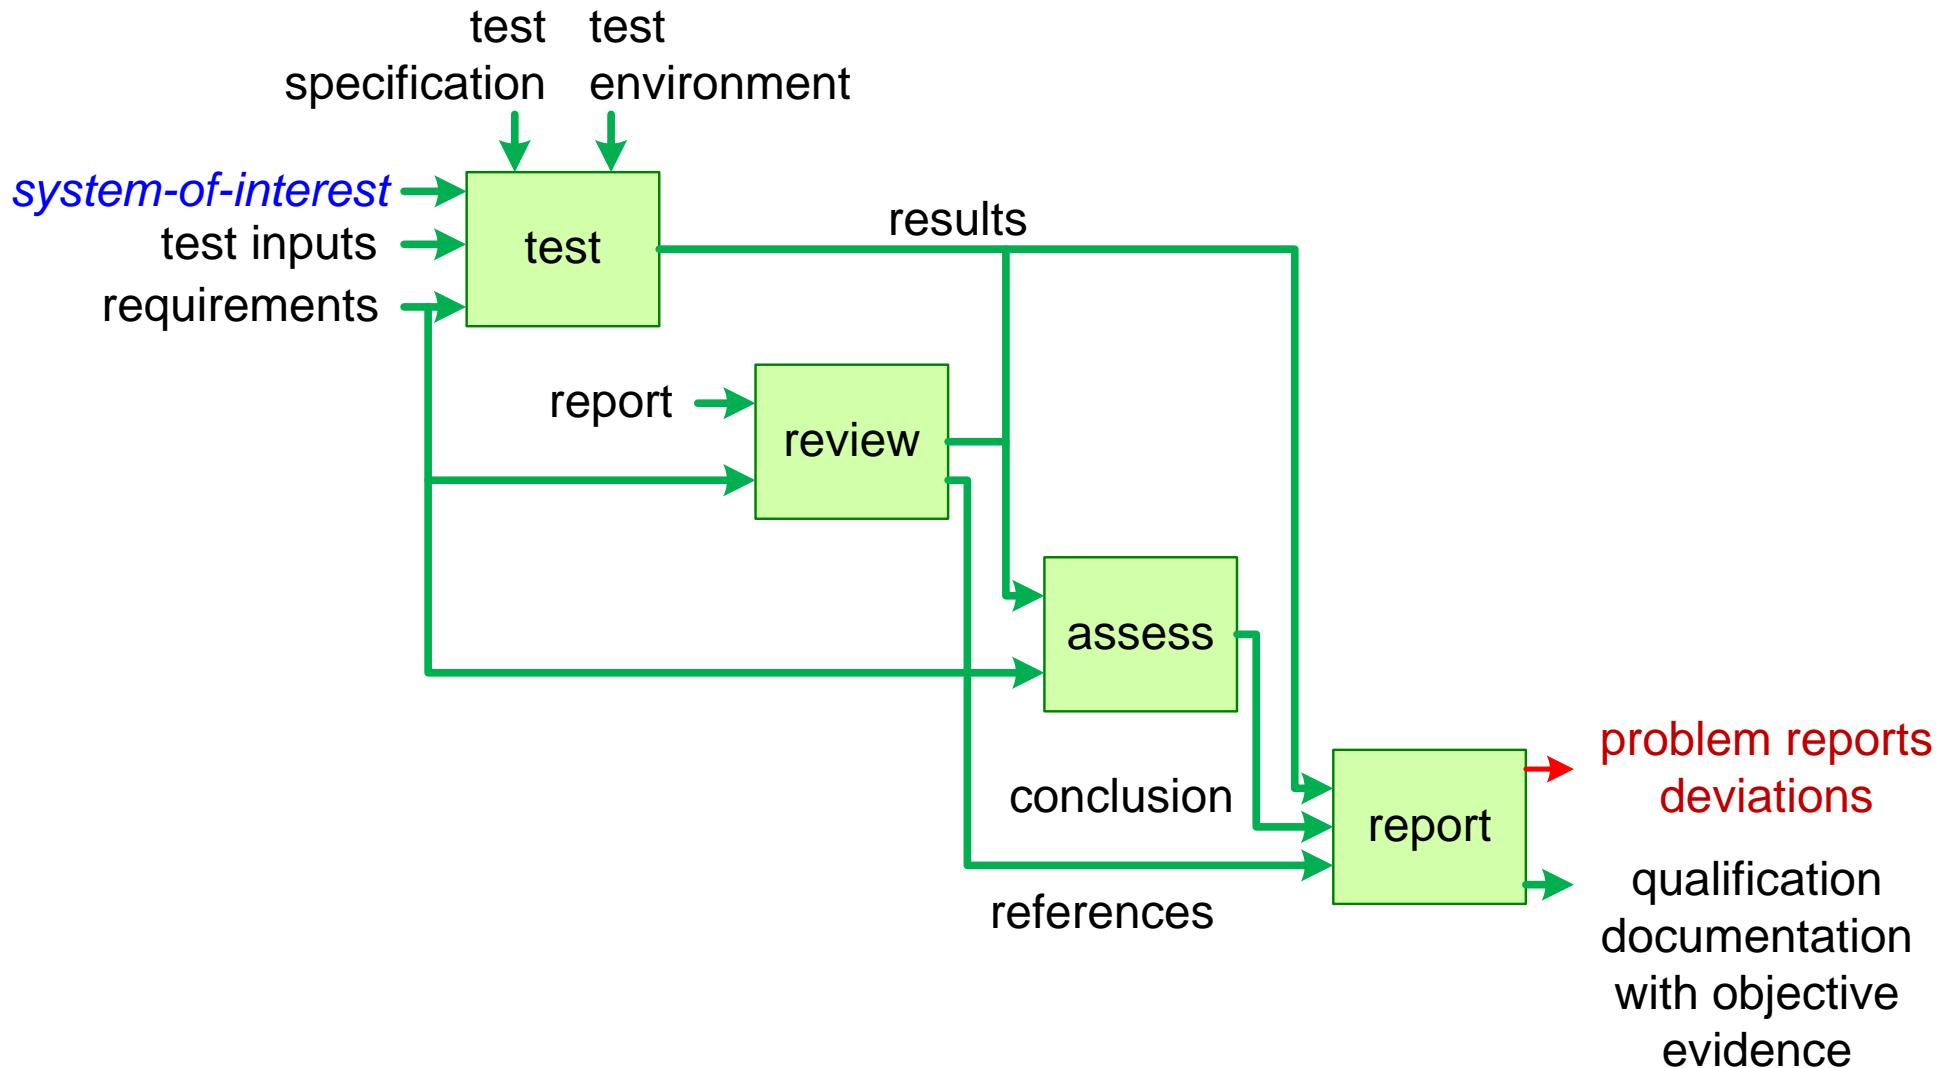 test
specification
test
environment
system-of-interest
test inputs
requirements
test
results
report
review
assess
conclusion
references
report
problem reports
deviations
qualification
documentation
with objective
evidence